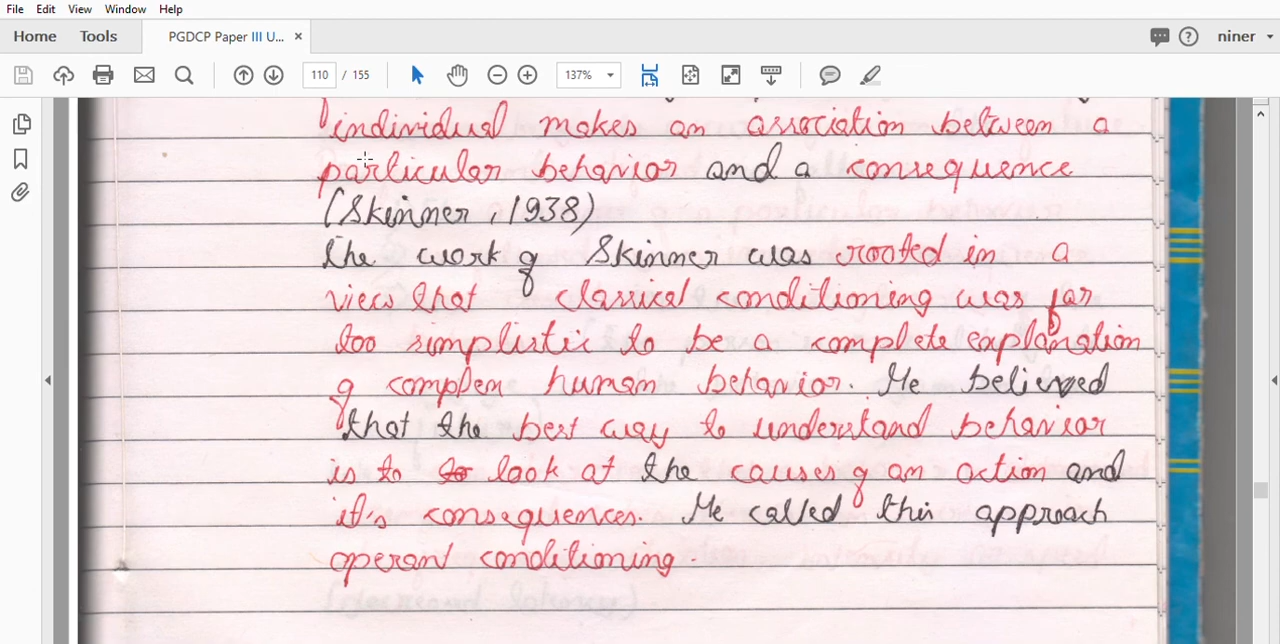 File Edit View Window Help
Home Tools PGDCP Paper III U... × niner
110 / 155 137%
individual makes an association between a
particular behavior and a consequence
(Skinner, 1938)
the work of Skinner was rooted in a
view that classical conditioning was far
too simplistic to be a complete explanation
of complex human behavior. He believed
that the best way to understand behavior
is to look at the causes of an action and
it's consequences. He called this approach
operant conditioning.